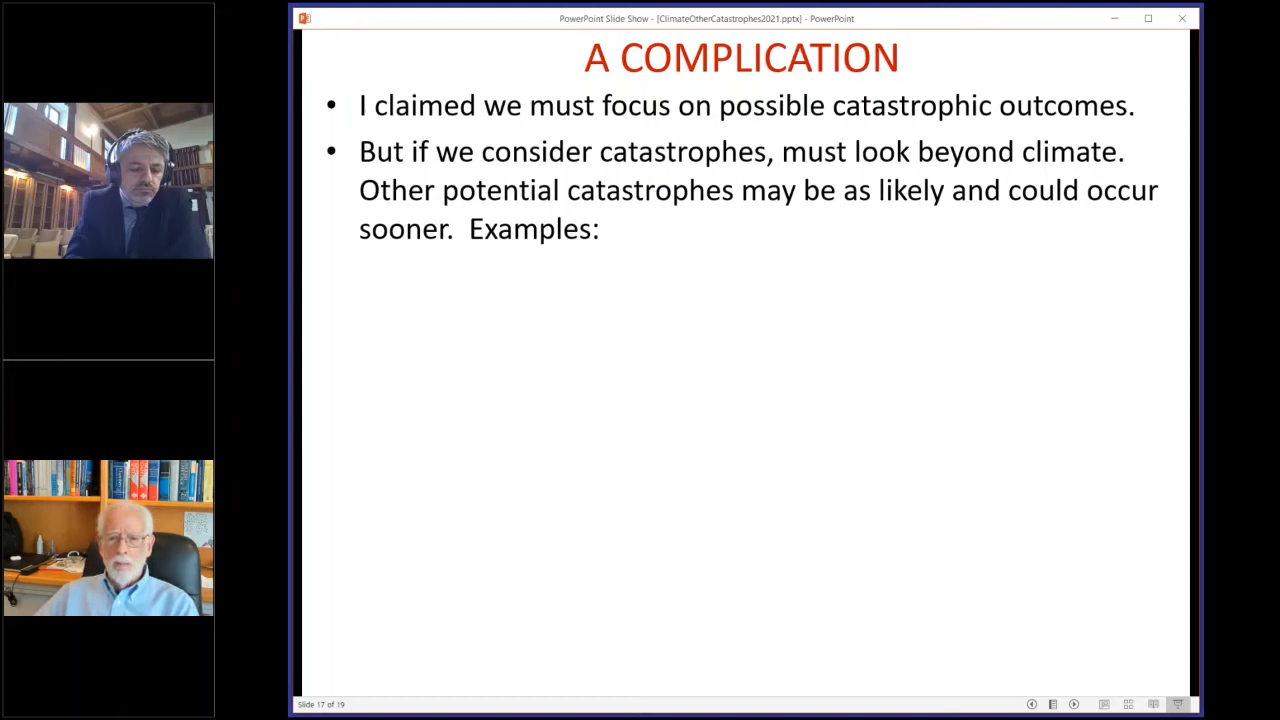 PowerPoint Slide Show - [ClimateOtherCatastrophes2021.pptx] - PowerPoint
A COMPLICATION
• I claimed we must focus on possible catastrophic outcomes.
• But if we consider catastrophes, must look beyond climate.
Other potential catastrophes may be as likely and could occur
sooner. Examples:
Slide 17 of 19